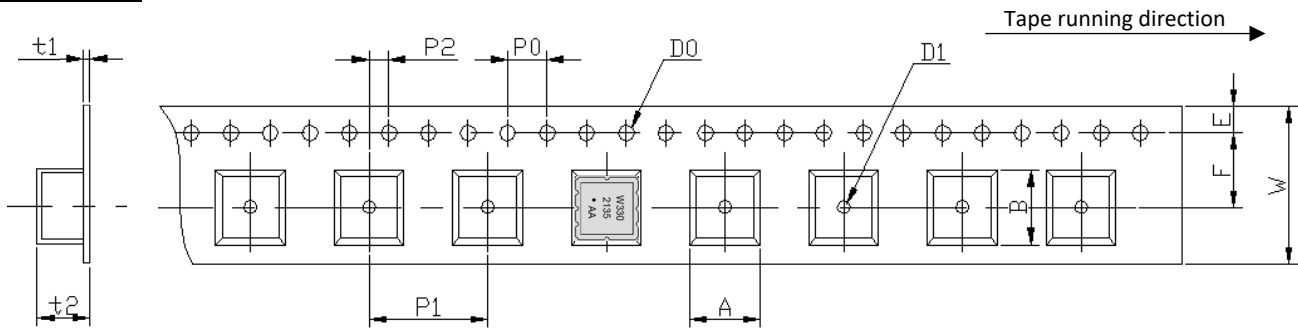 Tape running direction
t1
P2
P0
D0
D1
E
F
W
B
W330
2135
• AA
t2
P1
A